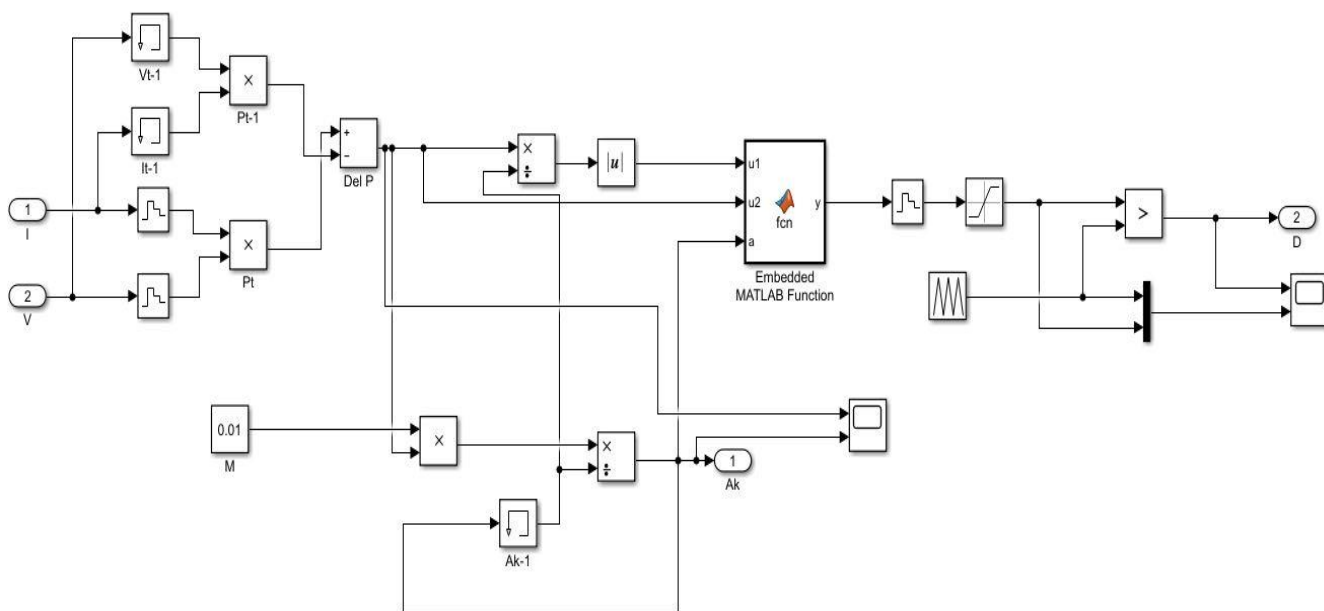 Vt-1
×
Pt-1
It-1
+
−
Del P
1
I
×
Pt
2
V
×
÷
|u|
u1
u2
a
fcn
y
Embedded
MATLAB Function
>
2
D
0.01
M
×
×
÷
1
Ak
Ak-1